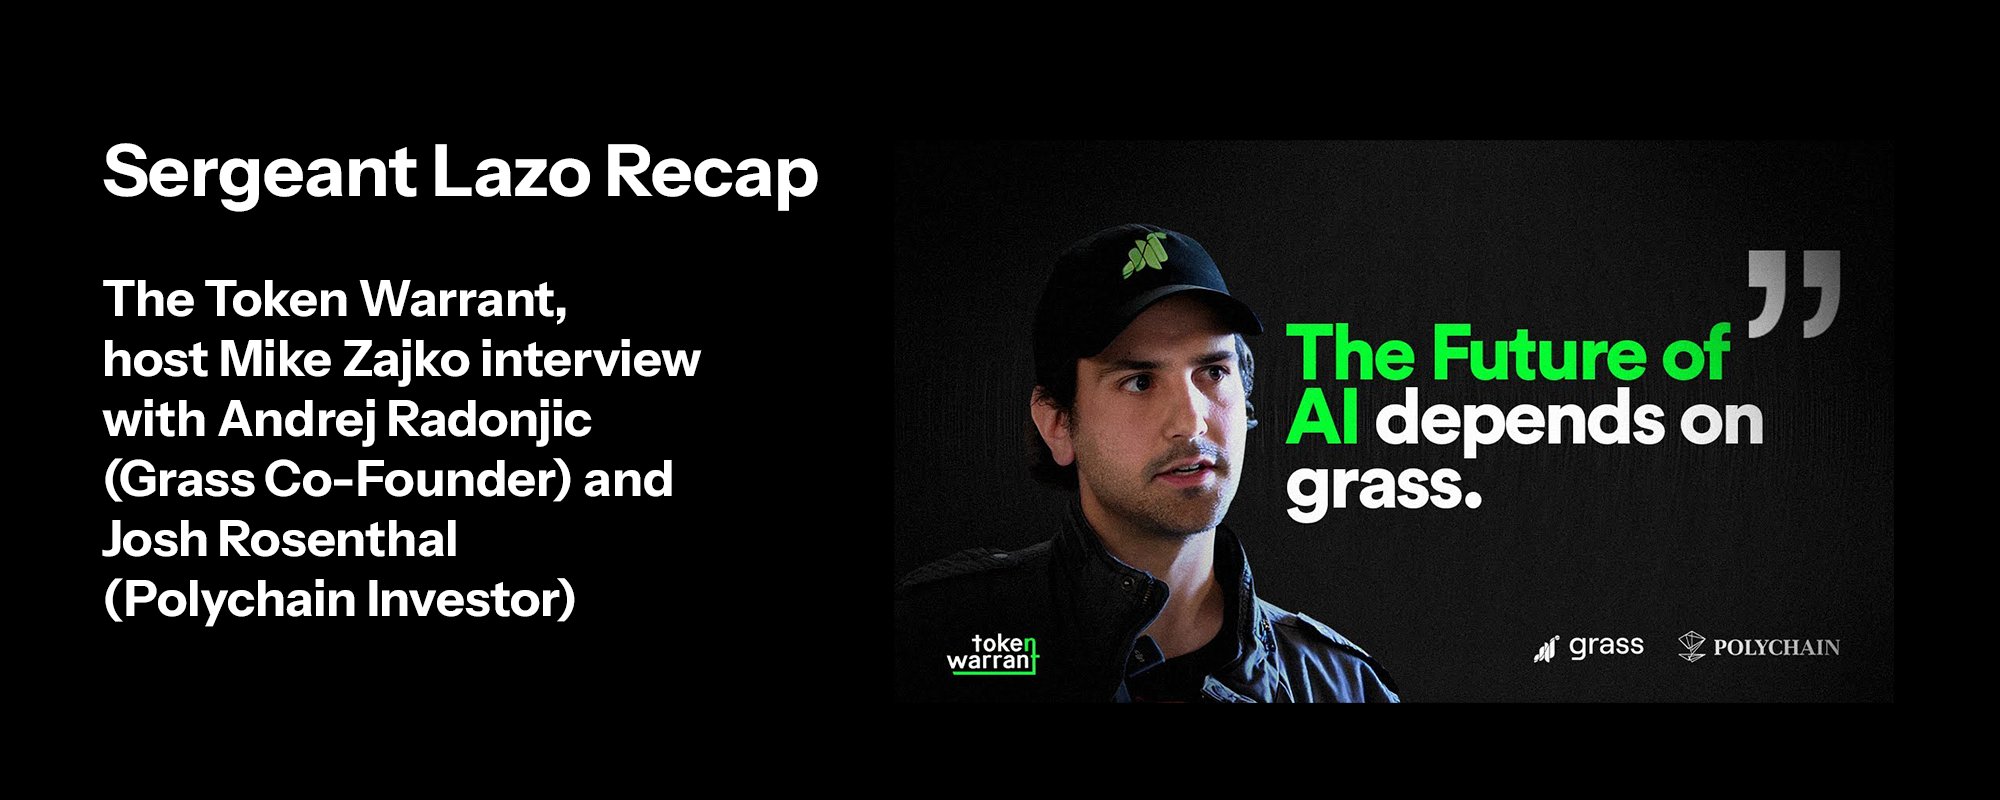 Sergeant Lazo Recap
The Token Warrant,
host Mike Zajko interview
with Andrej Radonjic
(Grass Co-Founder) and
Josh Rosenthal
(Polychain Investor)
”
The Future of
AI depends on
grass.
token
warrant
grass
POLYCHAIN